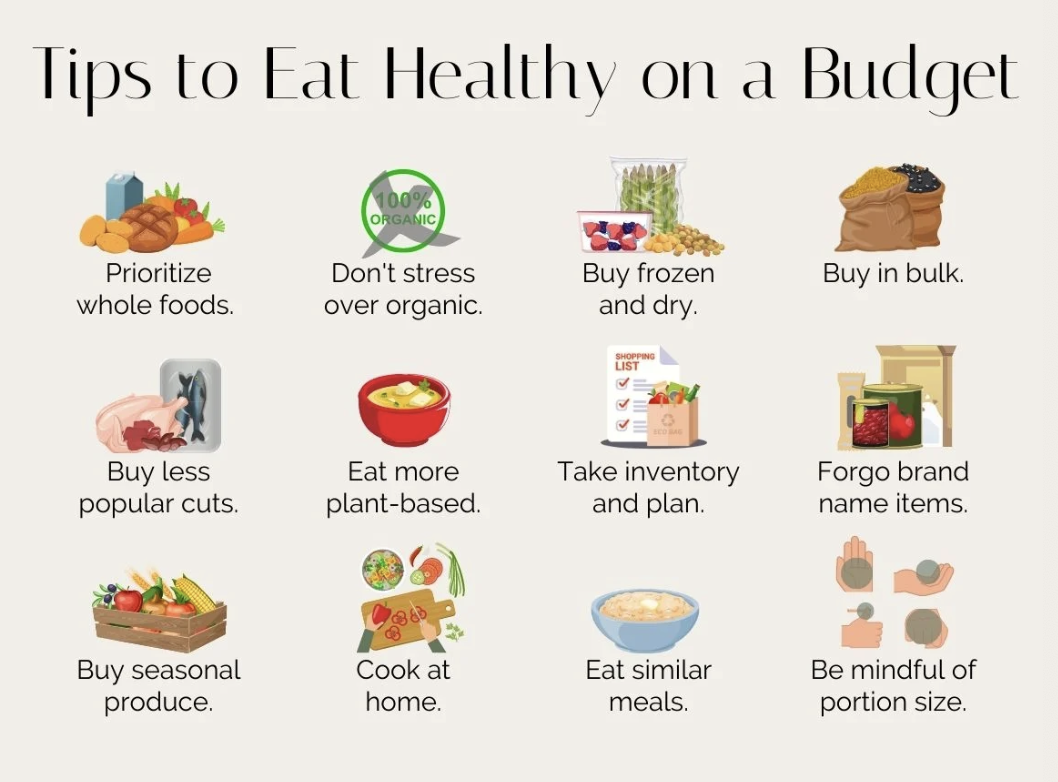 Tips to Eat Healthy on a Budget
100%
ORGANIC
Prioritize
whole foods.
Don't stress
over organic.
Buy frozen
and dry.
Buy in bulk.
SHOPPING
LIST
ECO BAG
Buy less
popular cuts.
Eat more
plant-based.
Take inventory
and plan.
Forgo brand
name items.
Buy seasonal
produce.
Cook at
home.
Eat similar
meals.
Be mindful of
portion size.